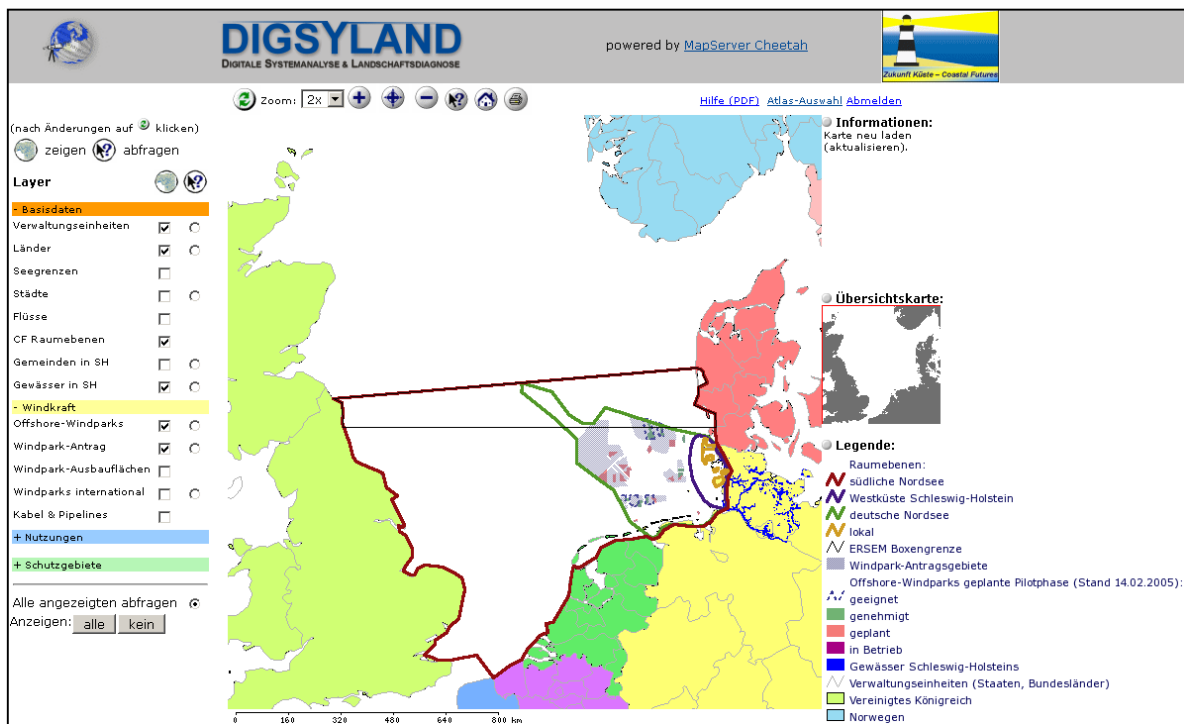 DIGSYLAND
DIGITALE SYSTEMANALYSE & LANDSCHAFTSDIAGNOSE
powered by MapServer Cheetah
Zukunft Küste – Coastal Futures
Zoom: 2x
Hilfe (PDF) Atlas-Auswahl Abmelden
(nach Änderungen auf klicken)
zeigen abfragen
Layer
- Basisdaten
Verwaltungseinheiten
Länder
Seegrenzen
Städte
Flüsse
CF Raumebenen
Gemeinden in SH
Gewässer in SH
- Windkraft
Offshore-Windparks
Windpark-Antrag
Windpark-Ausbauflächen
Windparks international
Kabel & Pipelines
+ Nutzungen
+ Schutzgebiete
Alle angezeigten abfragen
Anzeigen: alle kein
0 160 320 480 640 800 km
Informationen:
Karte neu laden
(aktualisieren).
Übersichtskarte:
Legende:
Raumebenen:
südliche Nordsee
Westküste Schleswig-Holstein
deutsche Nordsee
lokal
ERSEM Boxengrenze
Windpark-Antragsgebiete
Offshore-Windparks geplante Pilotphase (Stand 14.02.2005):
geeignet
genehmigt
geplant
in Betrieb
Gewässer Schleswig-Holsteins
Verwaltungseinheiten (Staaten, Bundesländer)
Vereinigtes Königreich
Norwegen